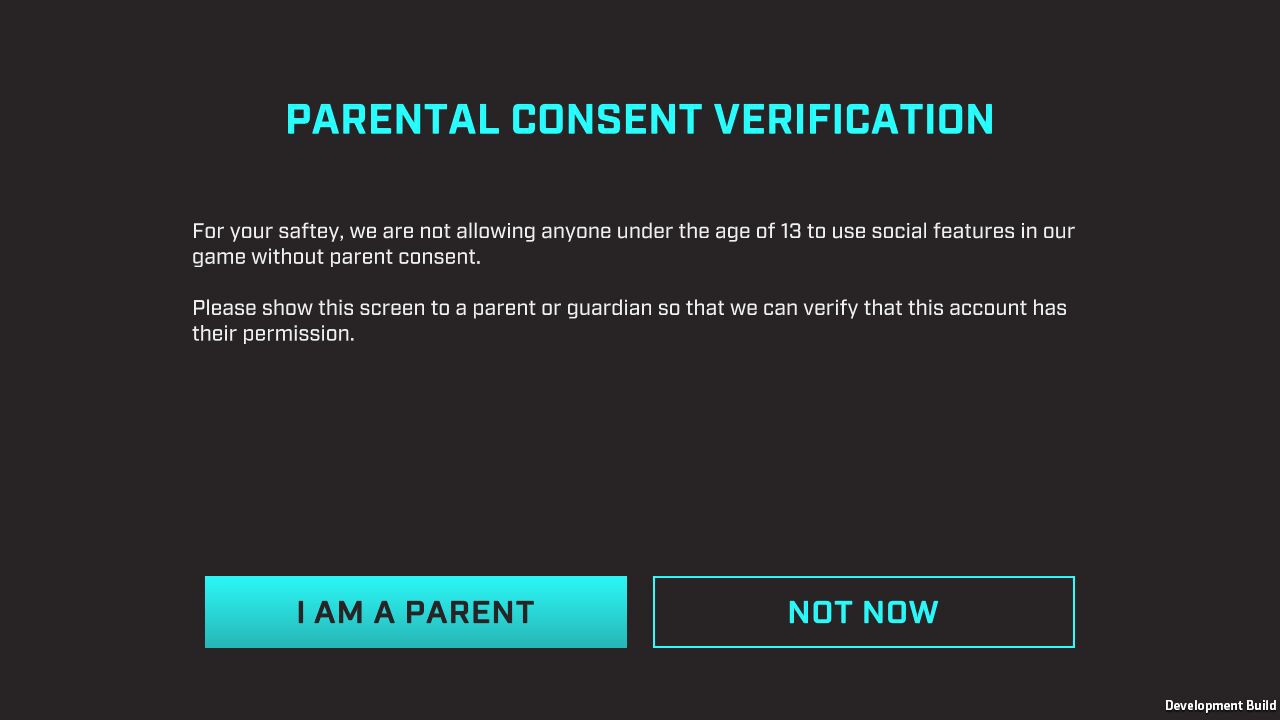 PARENTAL CONSENT VERIFICATION
For your saftey, we are not allowing anyone under the age of 13 to use social features in our
game without parent consent.
Please show this screen to a parent or guardian so that we can verify that this account has
their permission.
I AM A PARENT
NOT NOW
Development Build